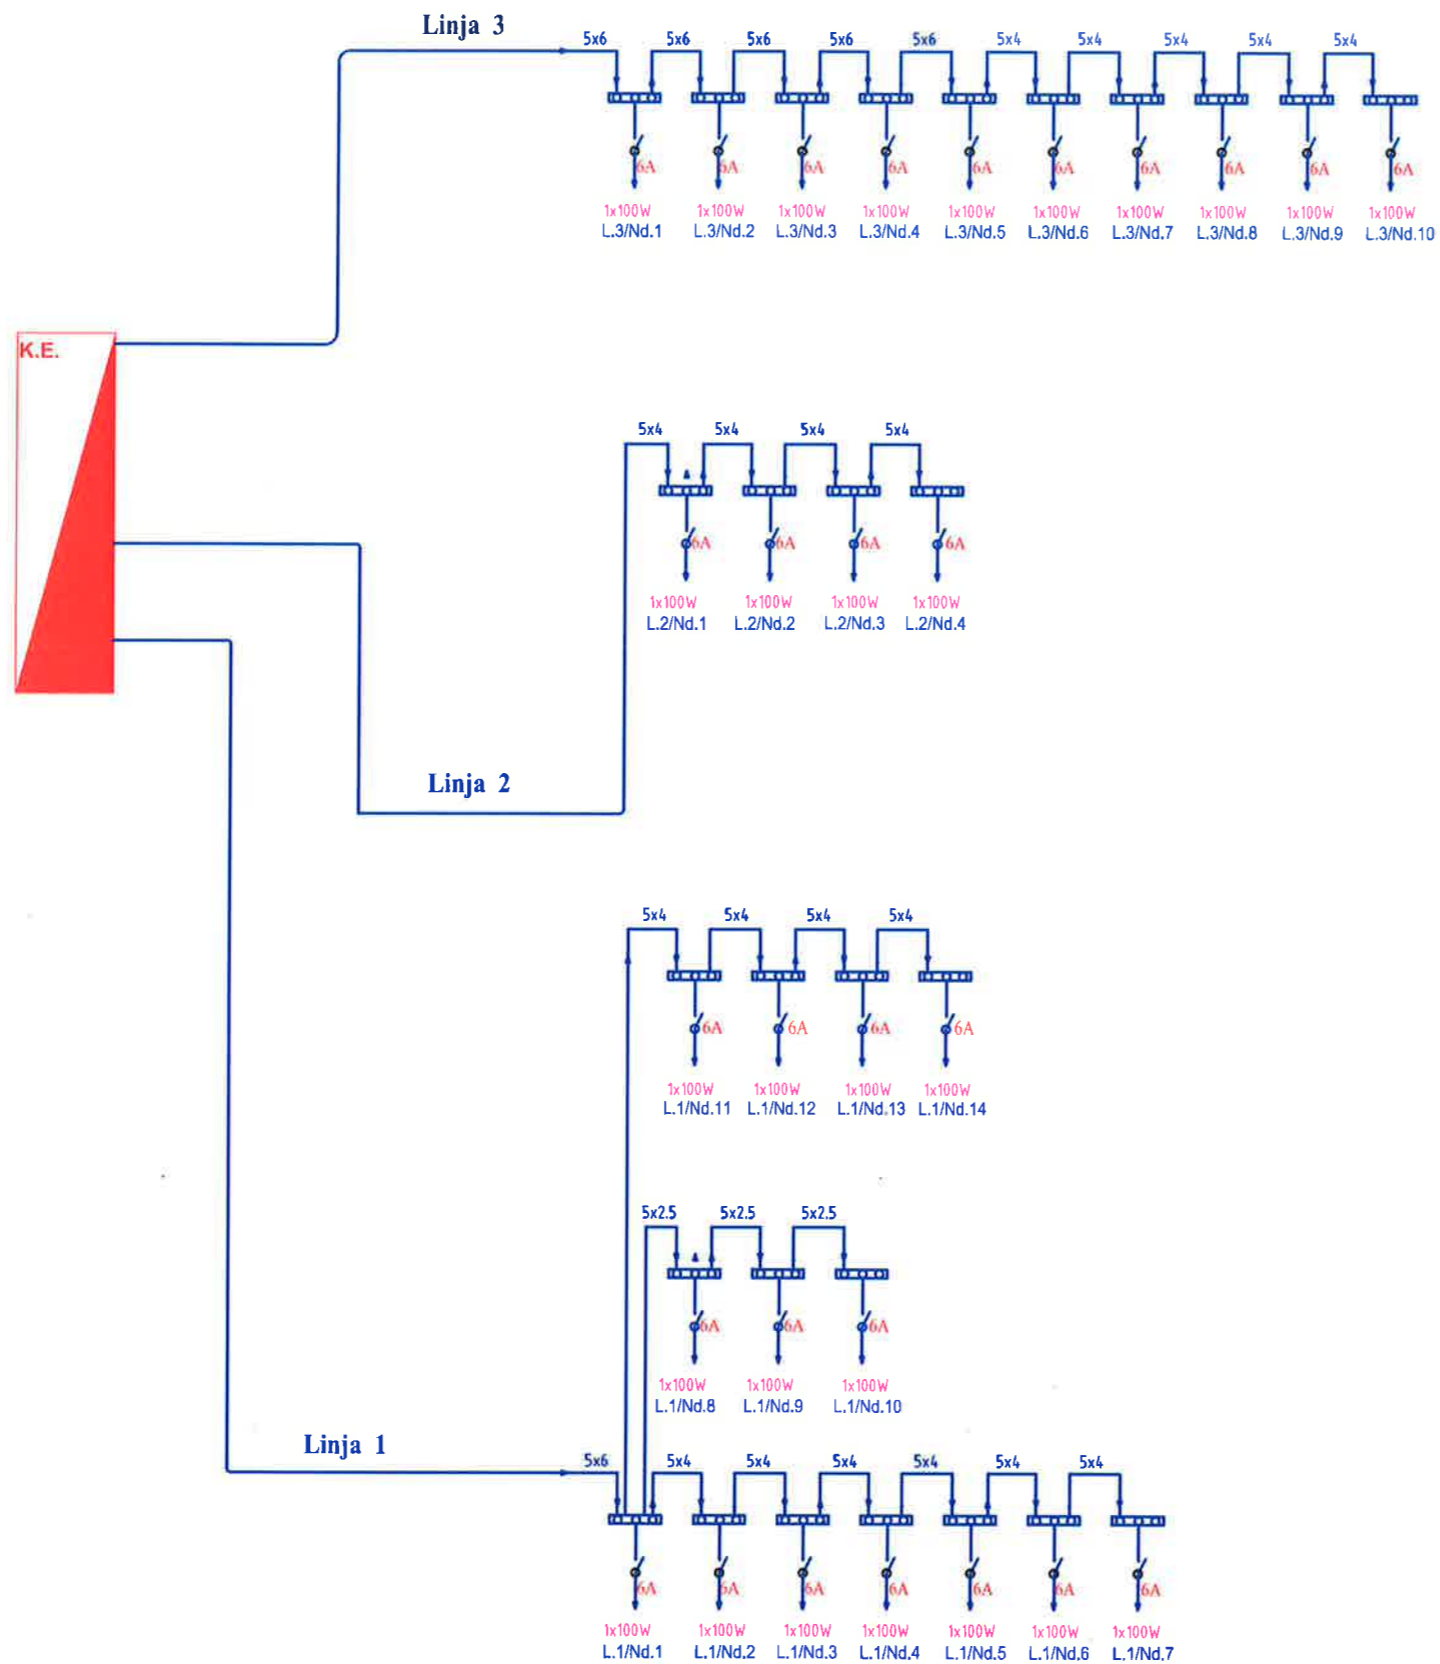 Linja 3
5x6 5x6 5x6 5x6 5x6 5x4 5x4 5x4 5x4 5x4
6A 6A 6A 6A 6A 6A 6A 6A 6A 6A
1x100W 1x100W 1x100W 1x100W 1x100W 1x100W 1x100W 1x100W 1x100W 1x100W
L.3/Nd.1 L.3/Nd.2 L.3/Nd.3 L.3/Nd.4 L.3/Nd.5 L.3/Nd.6 L.3/Nd.7 L.3/Nd.8 L.3/Nd.9 L.3/Nd.10
K.E.
5x4 5x4 5x4 5x4
6A 6A 6A 6A
1x100W 1x100W 1x100W 1x100W
L.2/Nd.1 L.2/Nd.2 L.2/Nd.3 L.2/Nd.4
Linja 2
5x4 5x4 5x4 5x4
6A 6A 6A 6A
1x100W 1x100W 1x100W 1x100W
L.1/Nd.11 L.1/Nd.12 L.1/Nd.13 L.1/Nd.14
5x2.5 5x2.5 5x2.5
6A 6A 6A
1x100W 1x100W 1x100W
L.1/Nd.8 L.1/Nd.9 L.1/Nd.10
Linja 1
5x6 5x4 5x4 5x4 5x4 5x4 5x4
6A 6A 6A 6A 6A 6A 6A
1x100W 1x100W 1x100W 1x100W 1x100W 1x100W 1x100W
L.1/Nd.1 L.1/Nd.2 L.1/Nd.3 L.1/Nd.4 L.1/Nd.5 L.1/Nd.6 L.1/Nd.7